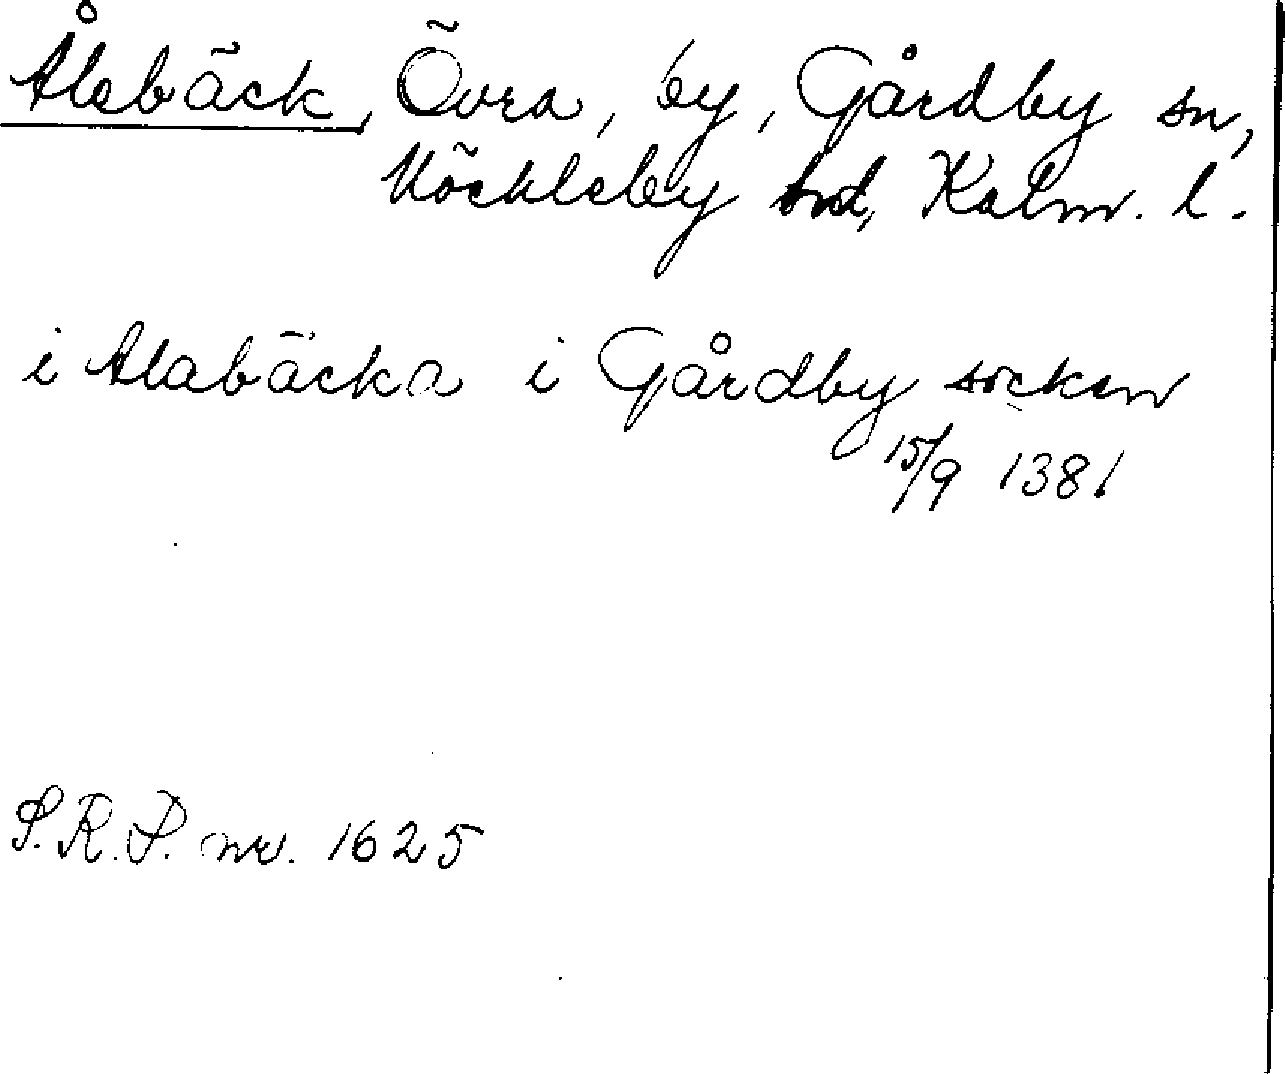 Ålebäck, Övra, by, Gårdby sn,
Möckleby hd, Kalm. l.
i Alabäcka i Gårdby socken
15/9 1381
S.R.P. nr. 1625